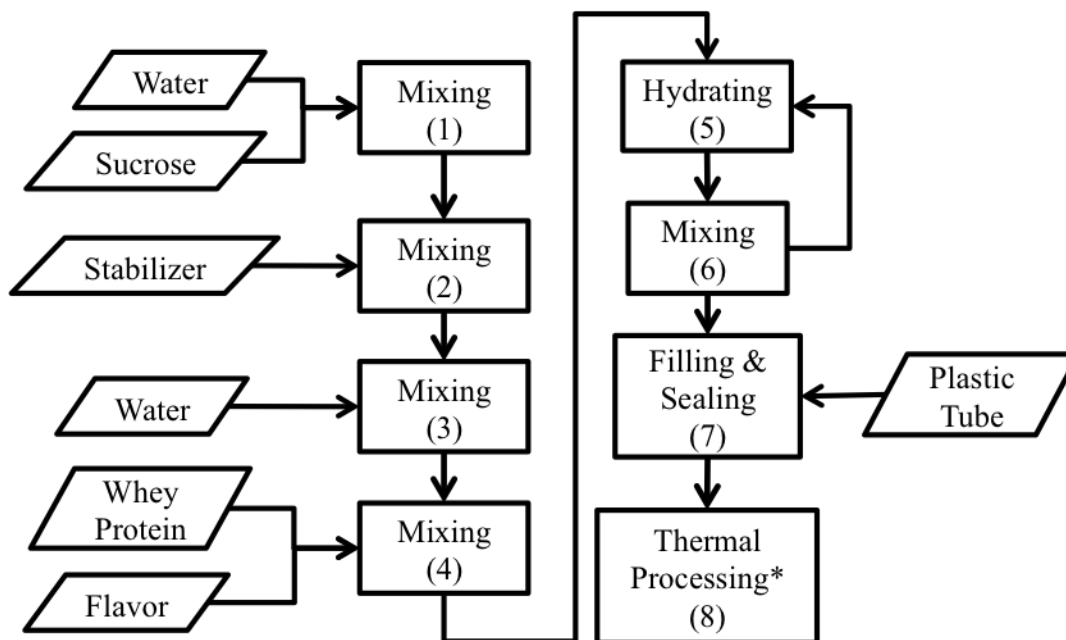 Water
Sucrose
Mixing
(1)
Stabilizer
Mixing
(2)
Water
Mixing
(3)
Whey
Protein
Flavor
Mixing
(4)
Hydrating
(5)
Mixing
(6)
Filling &
Sealing
(7)
Plastic
Tube
Thermal
Processing*
(8)